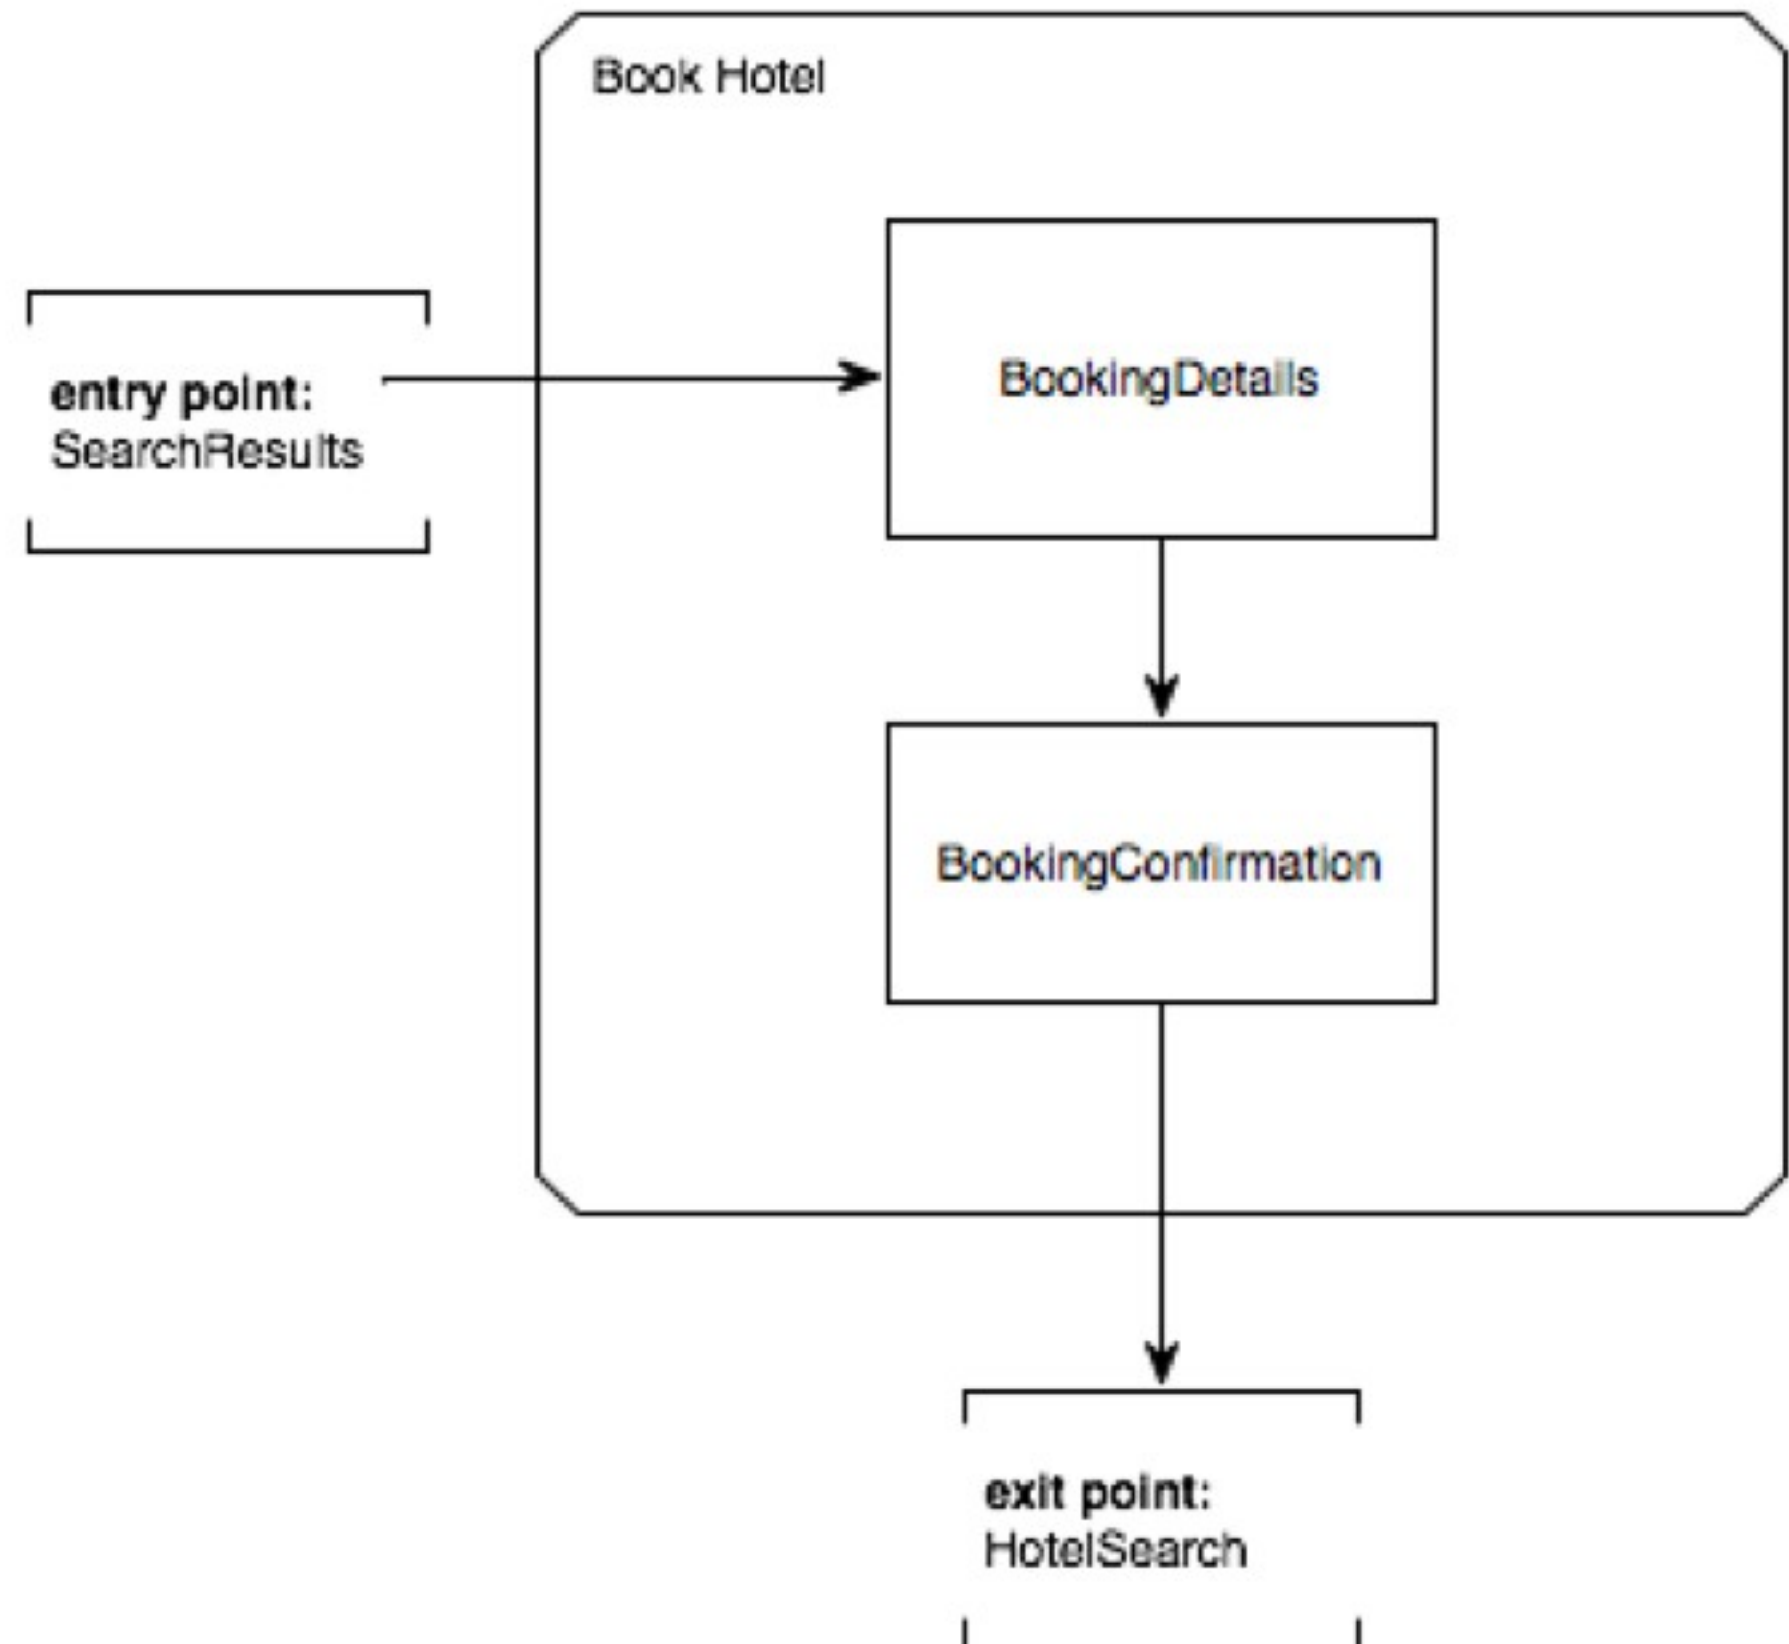 Book Hotel
entry point:
SearchResults
BookingDetails
BookingConfirmation
exit point:
HotelSearch